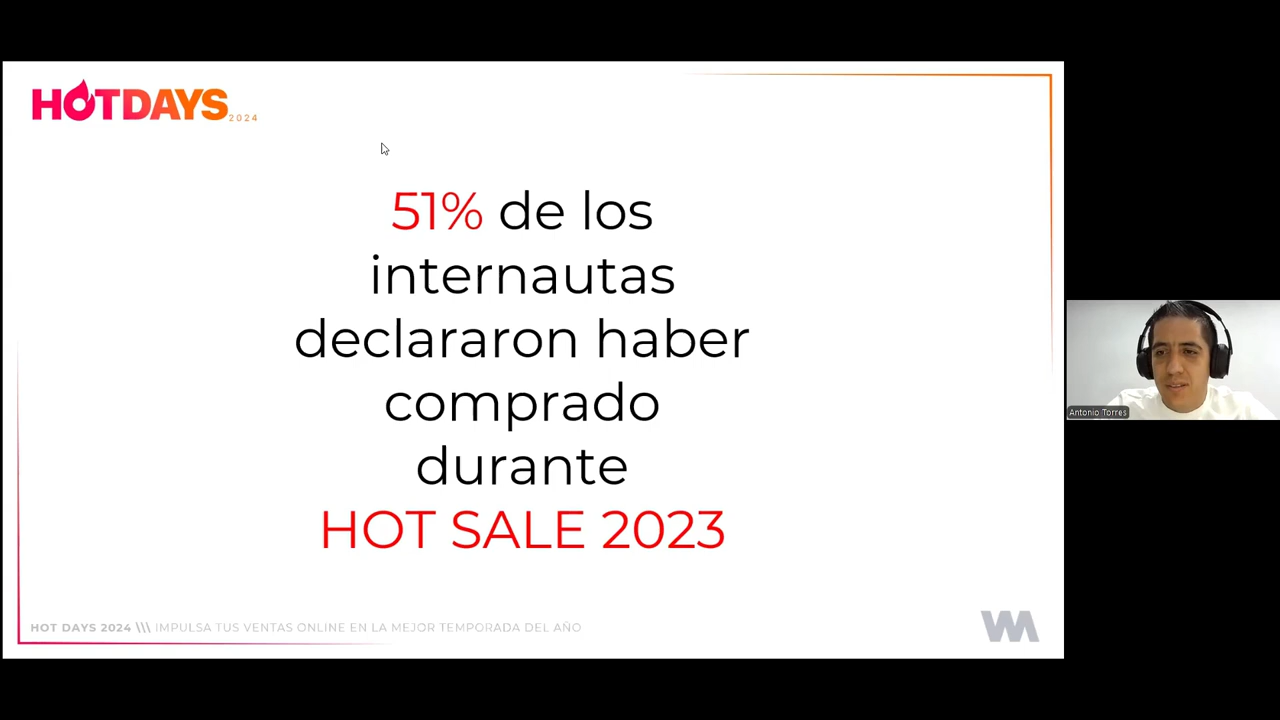 HOTDAYS 2024
51% de los
internautas
declararon haber
comprado
durante
HOT SALE 2023
Antonio Torres
HOT DAYS 2024 \\\ IMPULSA TUS VENTAS ONLINE EN LA MEJOR TEMPORADA DEL AÑO